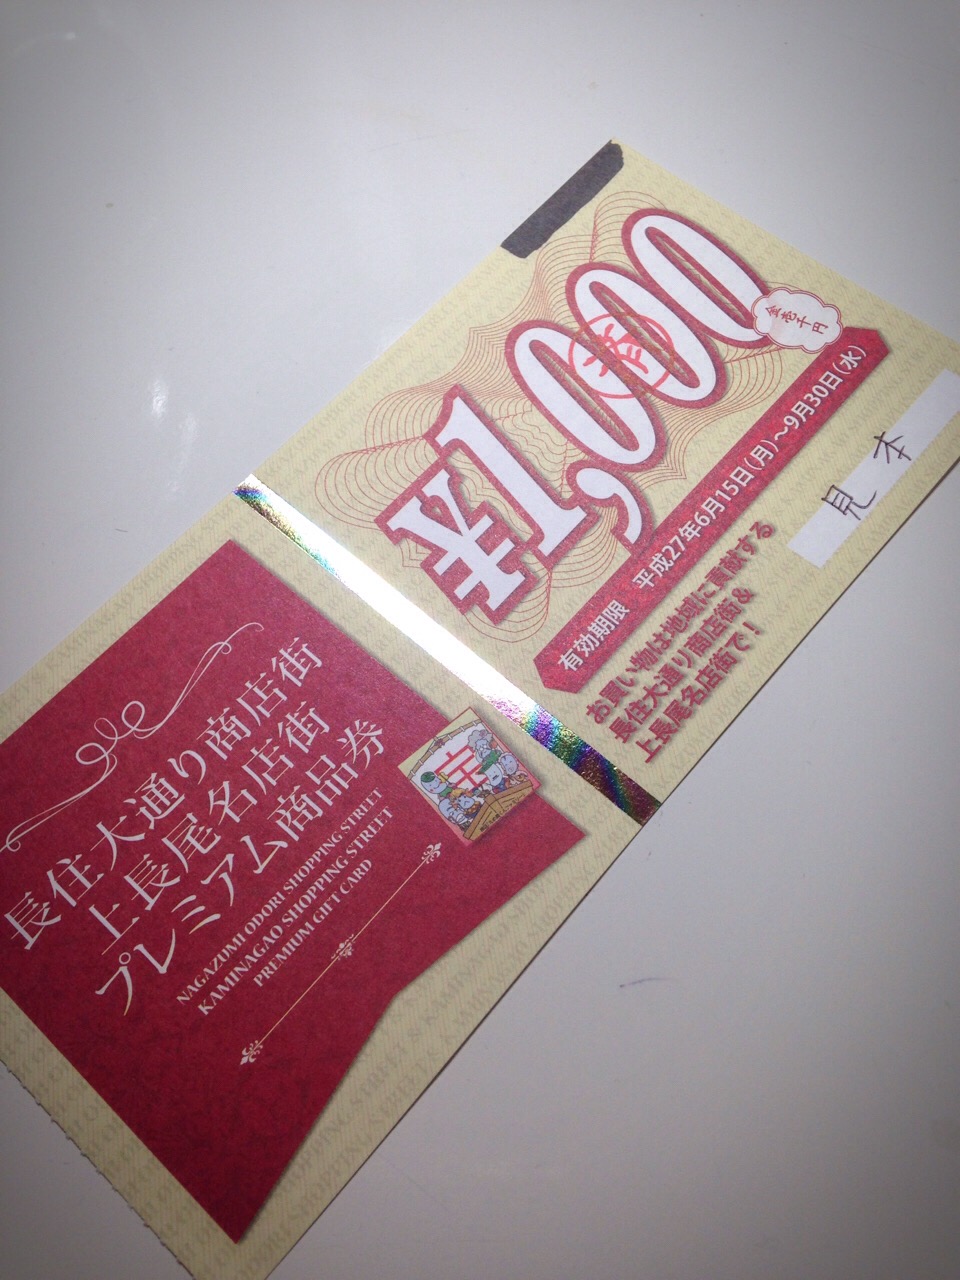 長住大通り商店街
上長尾名店街
プレミアム商品券
NAGAZUMI ODORI SHOPPING STREET
KAMINAGAO SHOPPING STREET
PREMIUM GIFT CARD
宝
¥1,000
金壱千円
有効期限 平成27年6月15日(月)〜9月30日(水)
お買い物は地域に貢献する
長住大通り商店街&
上長尾名店街で!
見本